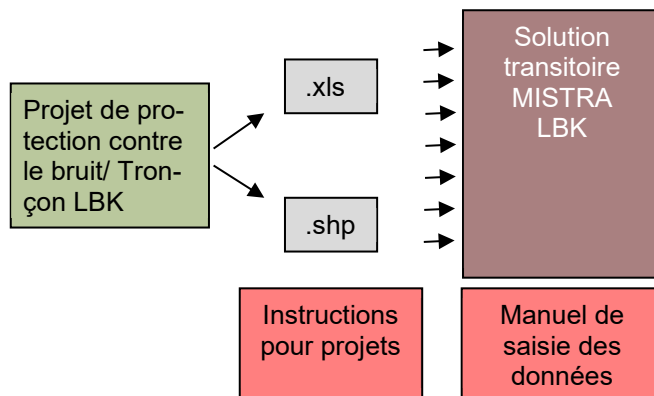 Projet de pro-
tection contre
le bruit/ Tron-
çon LBK
.xls
.shp
Solution
transitoire
MISTRA
LBK
Instructions
pour projets
Manuel de
saisie des
données